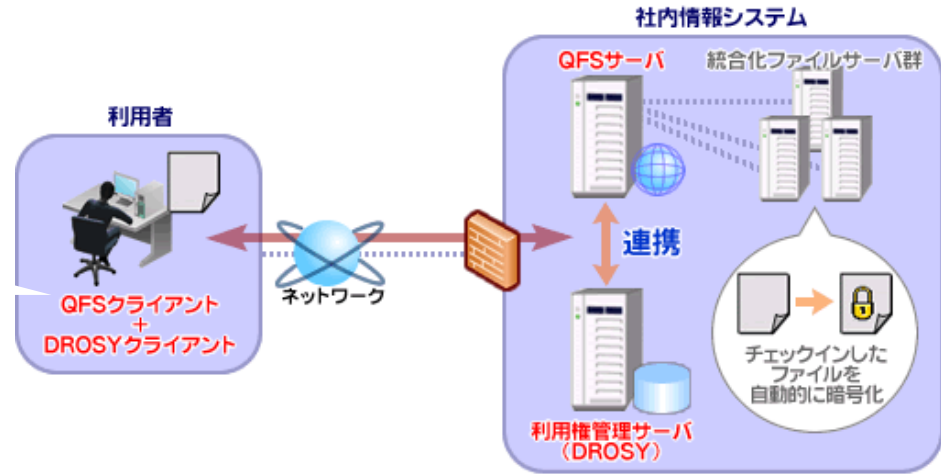 社内情報システム
QFSサーバ
統合化ファイルサーバ群
利用者
連携
ネットワーク
QFSクライアント
+
DROSYクライアント
チェックインした
ファイルを
自動的に暗号化
利用権管理サーバ
(DROSY)